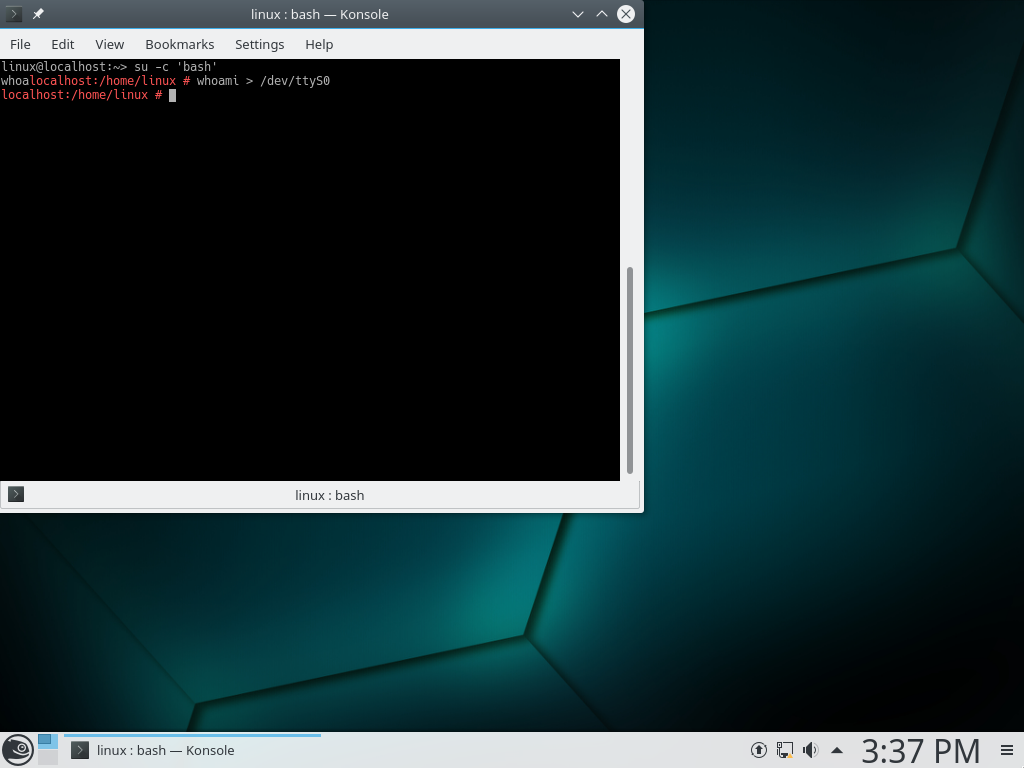 linux : bash — Konsole
File Edit View Bookmarks Settings Help
linux@localhost:~> su -c 'bash'
whoalocalhost:/home/linux # whoami > /dev/ttyS0
localhost:/home/linux #
linux : bash
linux : bash — Konsole
3:37 PM